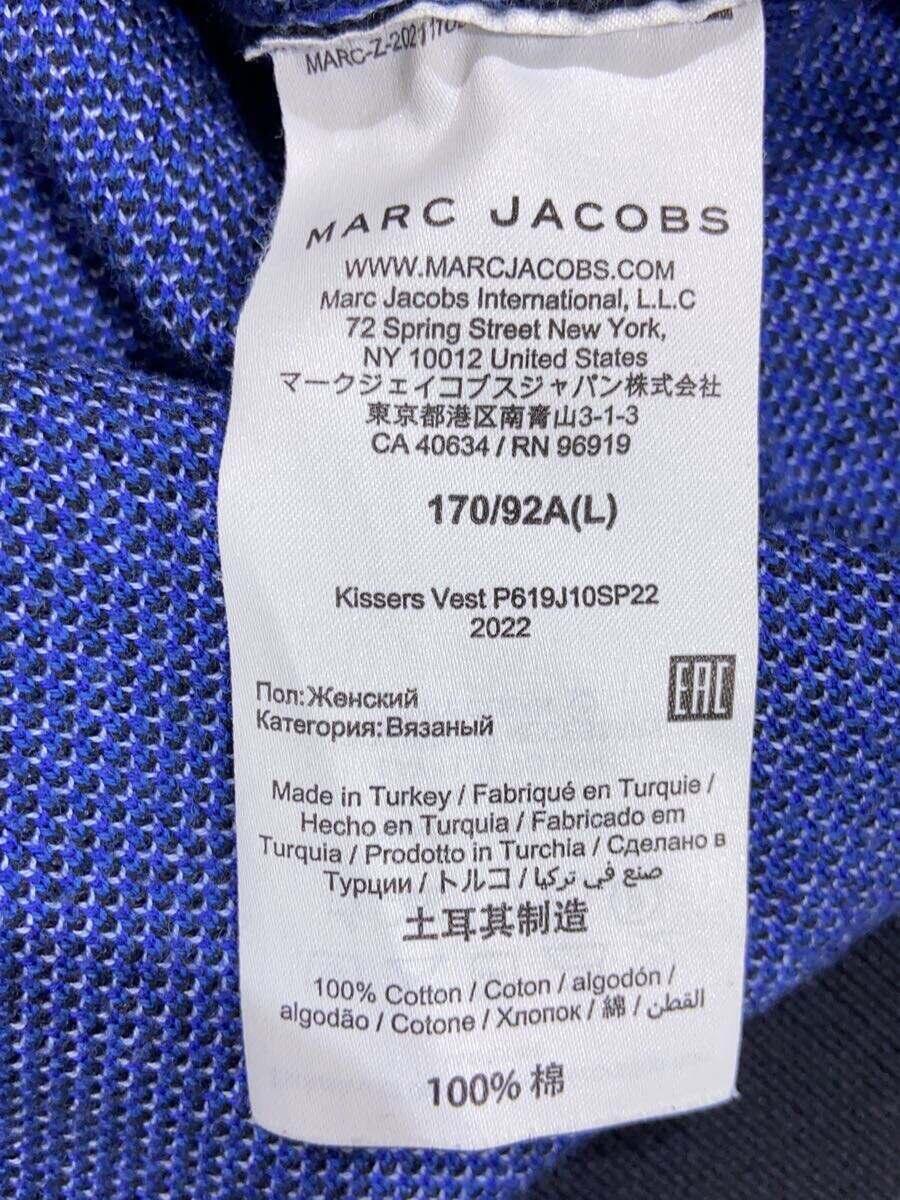 MARC-Z-2021170
MARC JACOBS
WWW.MARCJACOBS.COM
Marc Jacobs International, L.L.C
72 Spring Street New York,
NY 10012 United States
マークジェイコブスジャパン株式会社
東京都港区南青山3-1-3
CA 40634 / RN 96919
170/92A(L)
Kissers Vest P619J10SP22
2022
EAC
Пол:Женский
Категория:Вязаный
Made in Turkey / Fabriqué en Turquie /
Hecho en Turquia / Fabricado em
Turquia / Prodotto in Turchia / Сделано в
Турции / トルコ / صنع في تركيا
土耳其制造
100% Cotton / Coton / algodón /
algodão / Cotone / Хлопок / 綿 / القطن
100% 棉